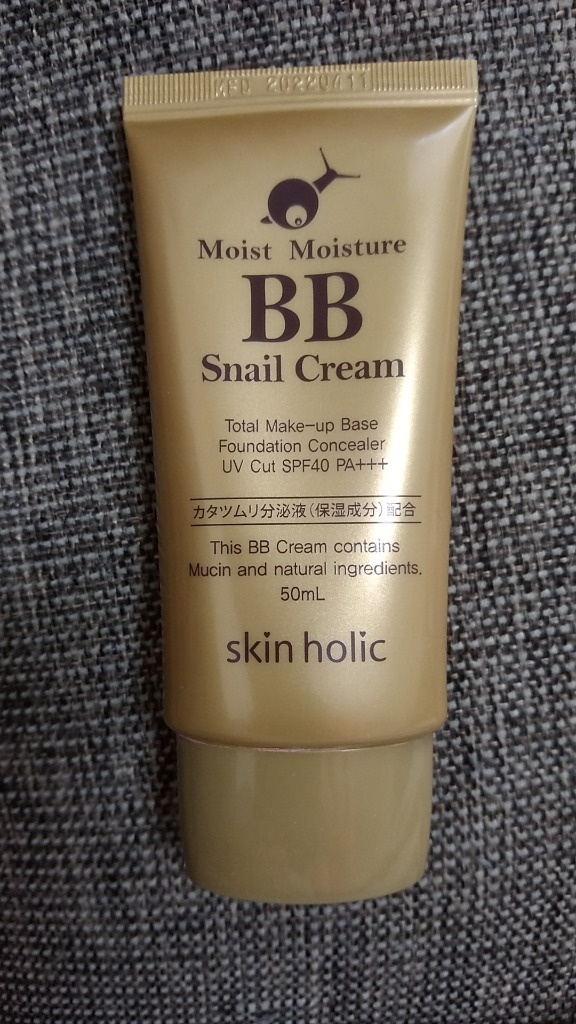 MFD 20220411
Moist Moisture
BB
Snail Cream
Total Make-up Base
Foundation Concealer
UV Cut SPF40 PA+++
カタツムリ分泌液(保湿成分)配合
This BB Cream contains
Mucin and natural ingredients.
50mL
skin holic